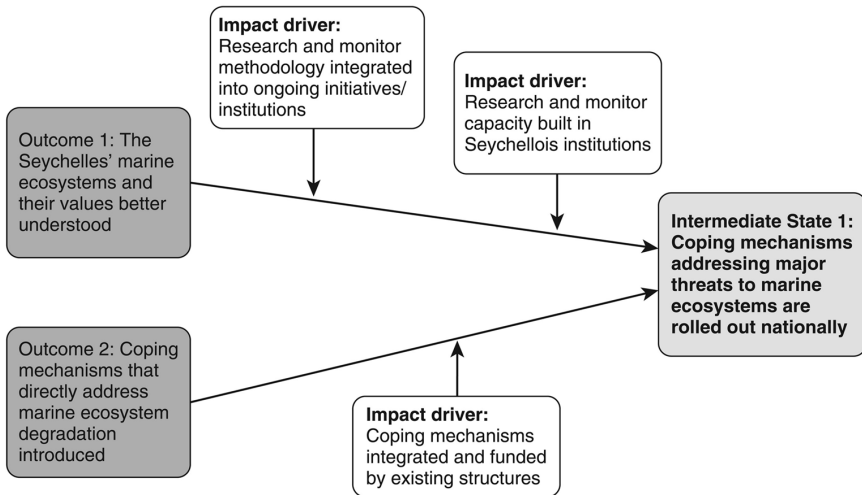 Impact driver:
Research and monitor
methodology integrated
into ongoing initiatives/
institutions
Impact driver:
Research and monitor
capacity built in
Seychellois institutions
Outcome 1: The
Seychelles’ marine
ecosystems and
their values better
understood
Intermediate State 1:
Coping mechanisms
addressing major
threats to marine
ecosystems are
rolled out nationally
Outcome 2: Coping
mechanisms that
directly address
marine ecosystem
degradation
introduced
Impact driver:
Coping mechanisms
integrated and funded
by existing structures